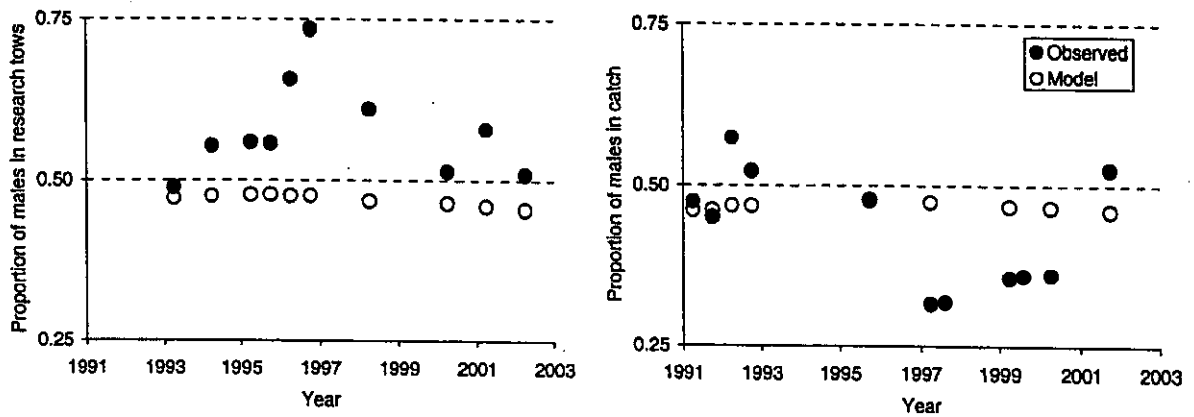 Proportion of males in research tows
0.75
0.50
0.25
1991 1993 1995 1997 1999 2001 2003
Year
Proportion of males in catch
0.75
0.50
0.25
Observed
Model
1991 1993 1995 1997 1999 2001 2003
Year